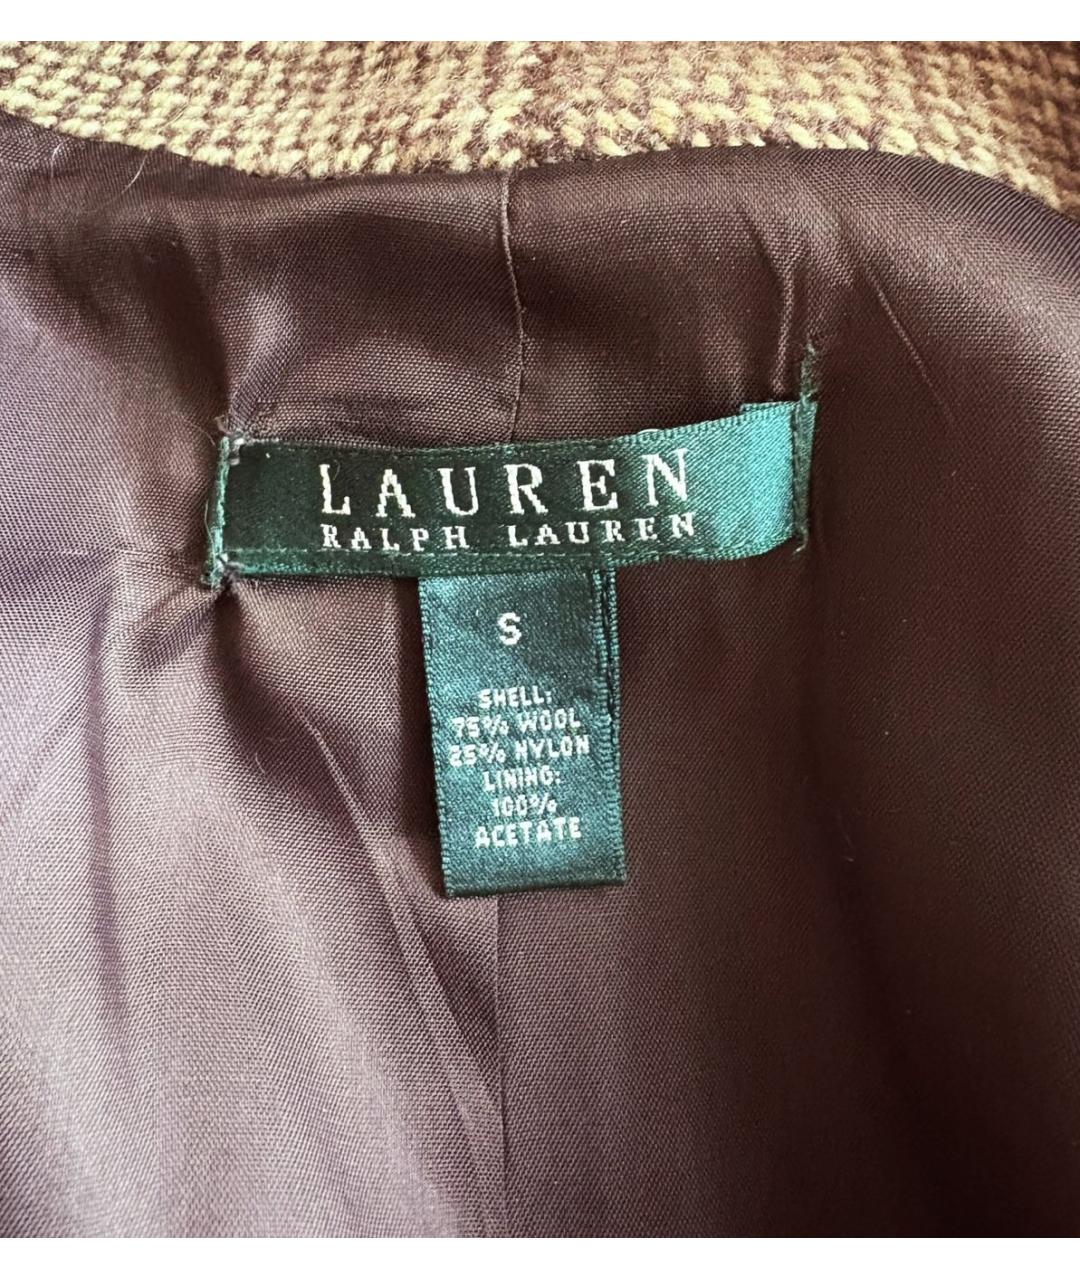 LAUREN
RALPH LAUREN
S
SHELL:
75% WOOL
25% NYLON
LINING:
100%
ACETATE